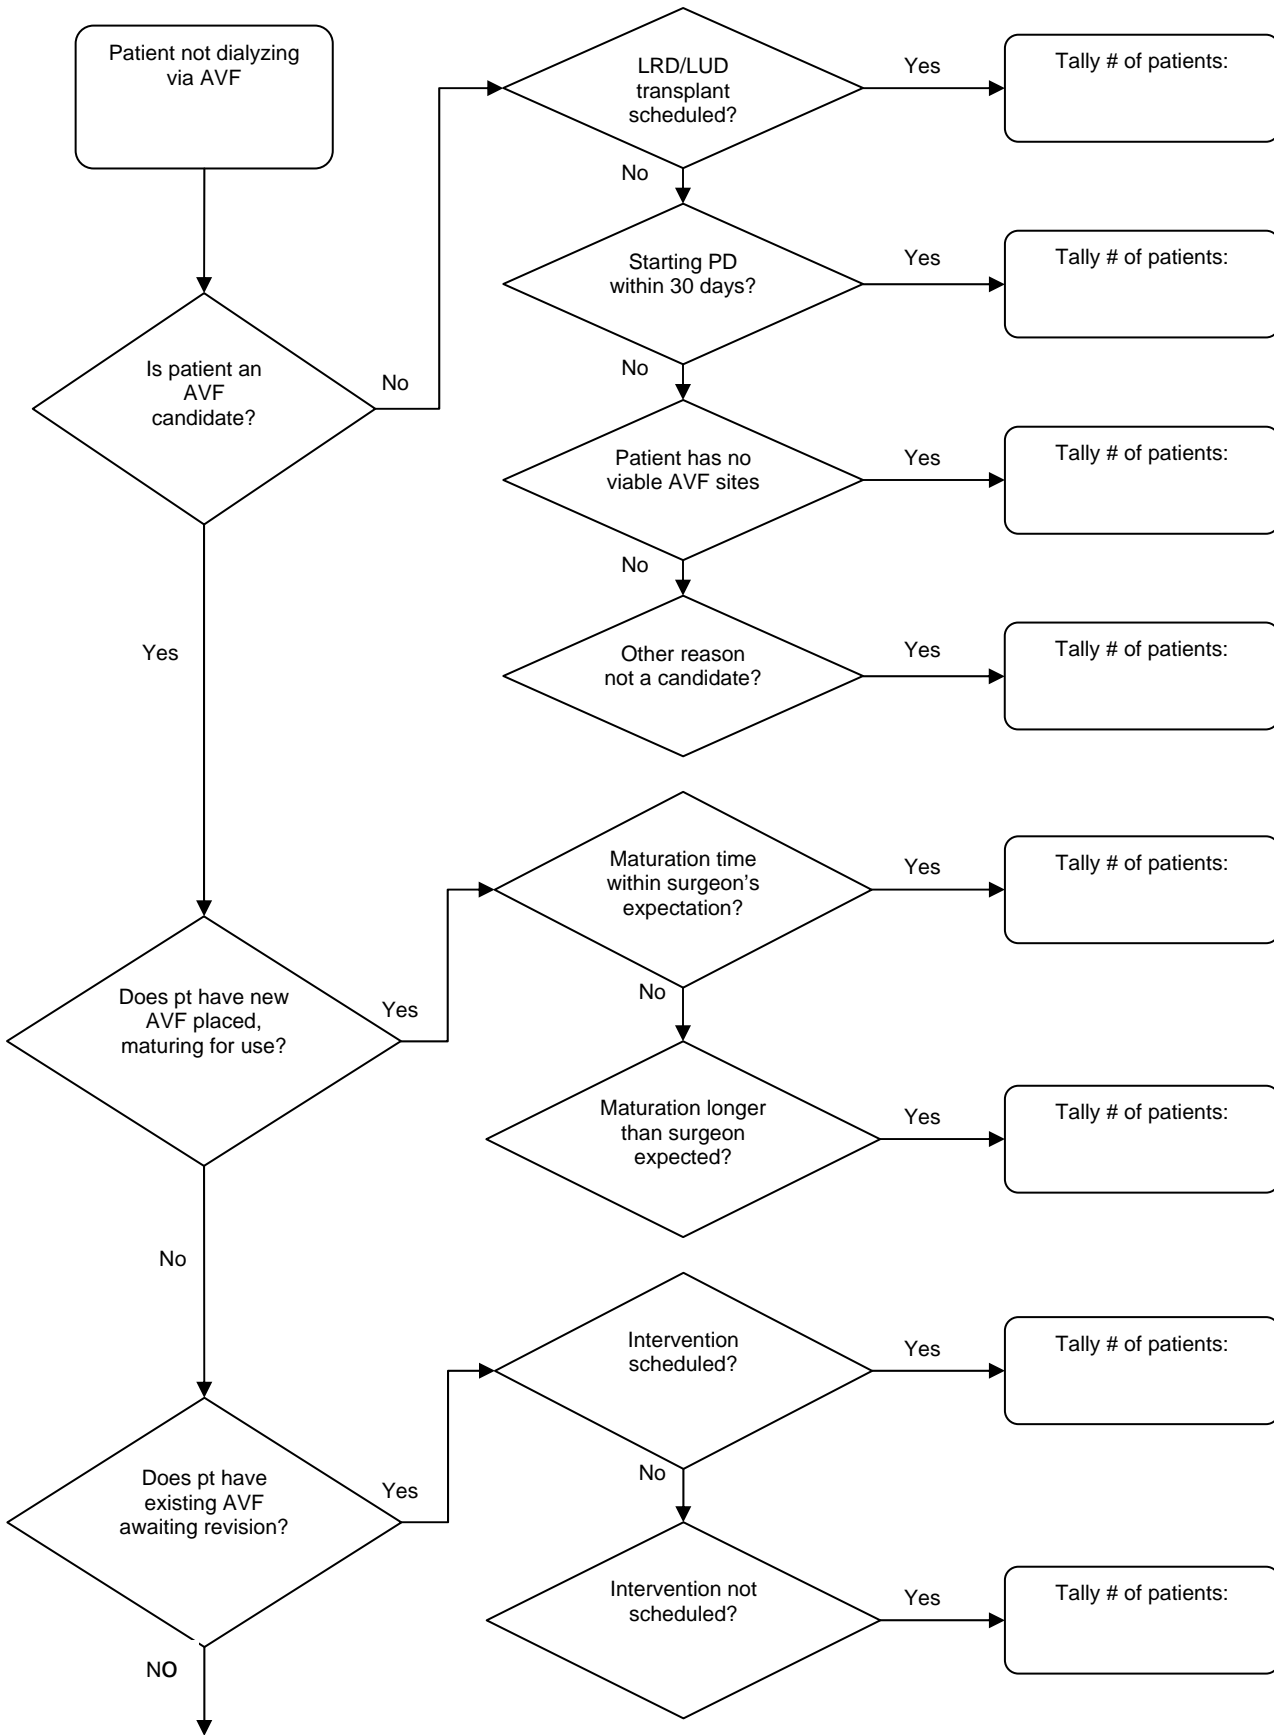 Patient not dialyzing
via AVF
LRD/LUD
transplant
scheduled?
Yes
Tally # of patients:
No
Starting PD
within 30 days?
Yes
Tally # of patients:
No
Is patient an
AVF
candidate?
No
Patient has no
viable AVF sites
Yes
Tally # of patients:
No
Yes
Other reason
not a candidate?
Yes
Tally # of patients:
Maturation time
within surgeon’s
expectation?
Yes
Tally # of patients:
No
Does pt have new
AVF placed,
maturing for use?
Yes
Maturation longer
than surgeon
expected?
Yes
Tally # of patients:
No
Intervention
scheduled?
Yes
Tally # of patients:
No
Does pt have
existing AVF
awaiting revision?
Yes
Intervention not
scheduled?
Yes
Tally # of patients:
NO